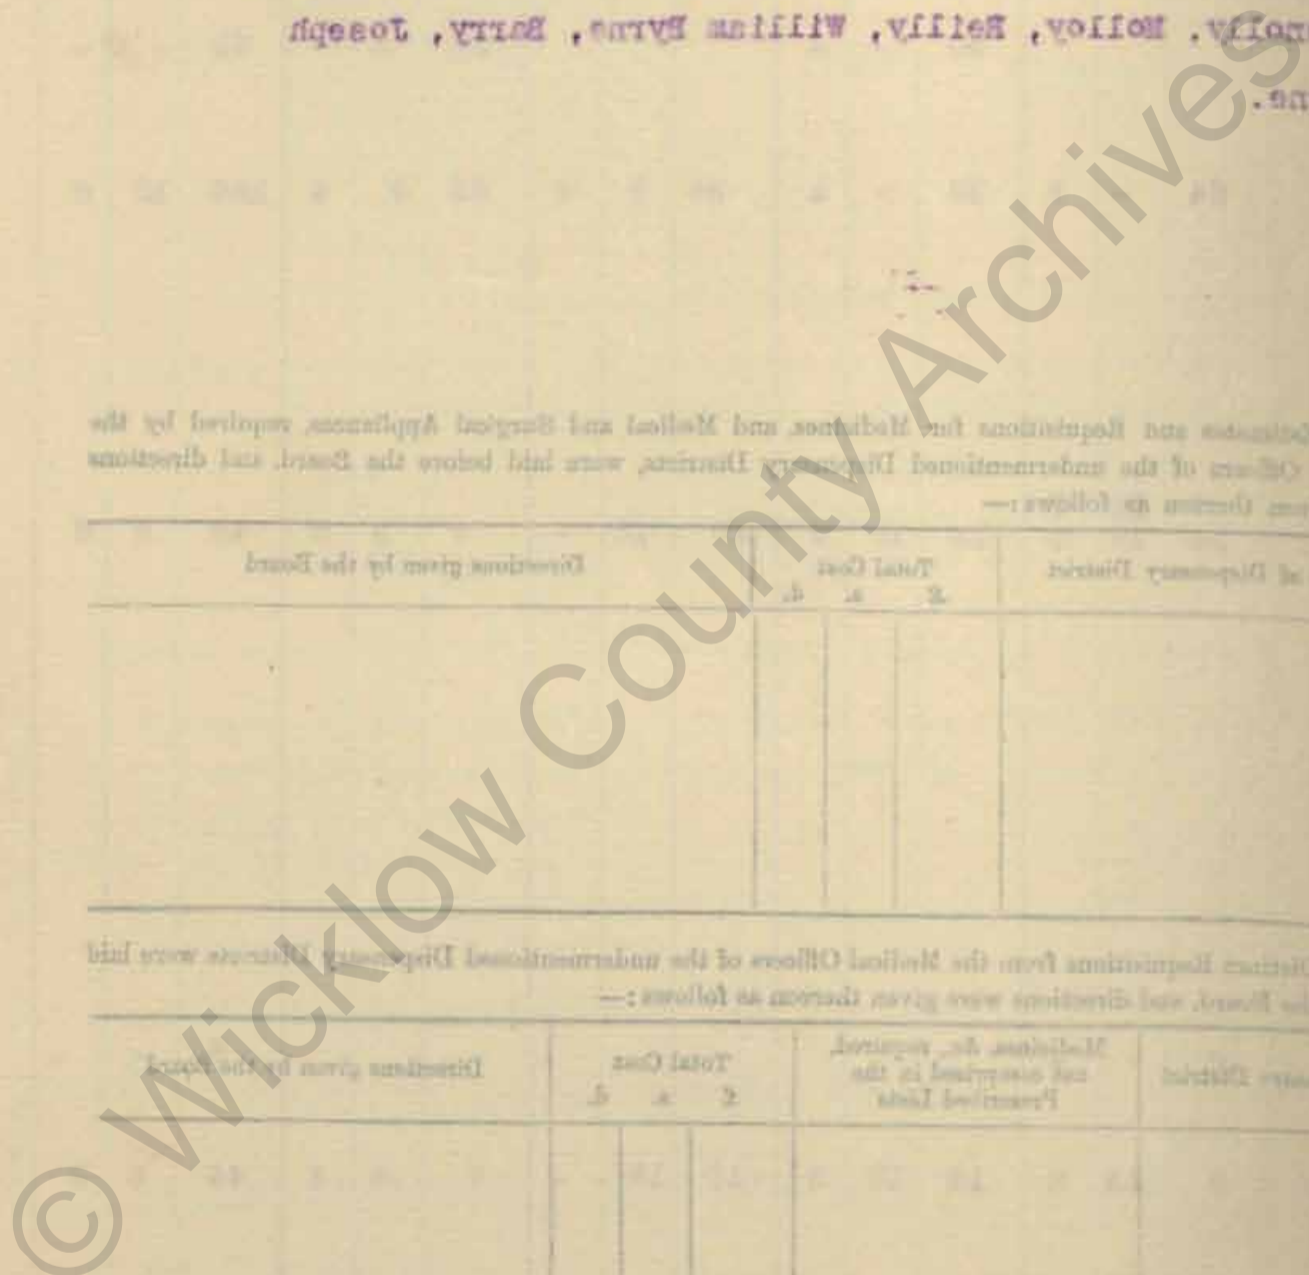 nolly, Molloy, Reilly, William Byrne, Barry, Joseph
ne.
Estimates and Requisitions for Medicines, and Medical and Surgical Appliances, required by the
Officers of the undermentioned Dispensary Districts, were laid before the Board, and directions
thereon as follows:—
of Dispensary District
Total Cost
£ s. d.
Directions given by the Board
Requisitions from the Medical Officers of the undermentioned Dispensary Districts were laid
Board, and directions were given thereon as follows:—
District
Medicines, &c., required,
not comprised in the
Prescribed Lists
Total Cost
£ s. d.
Directions given by the Board
© Wicklow County Archives